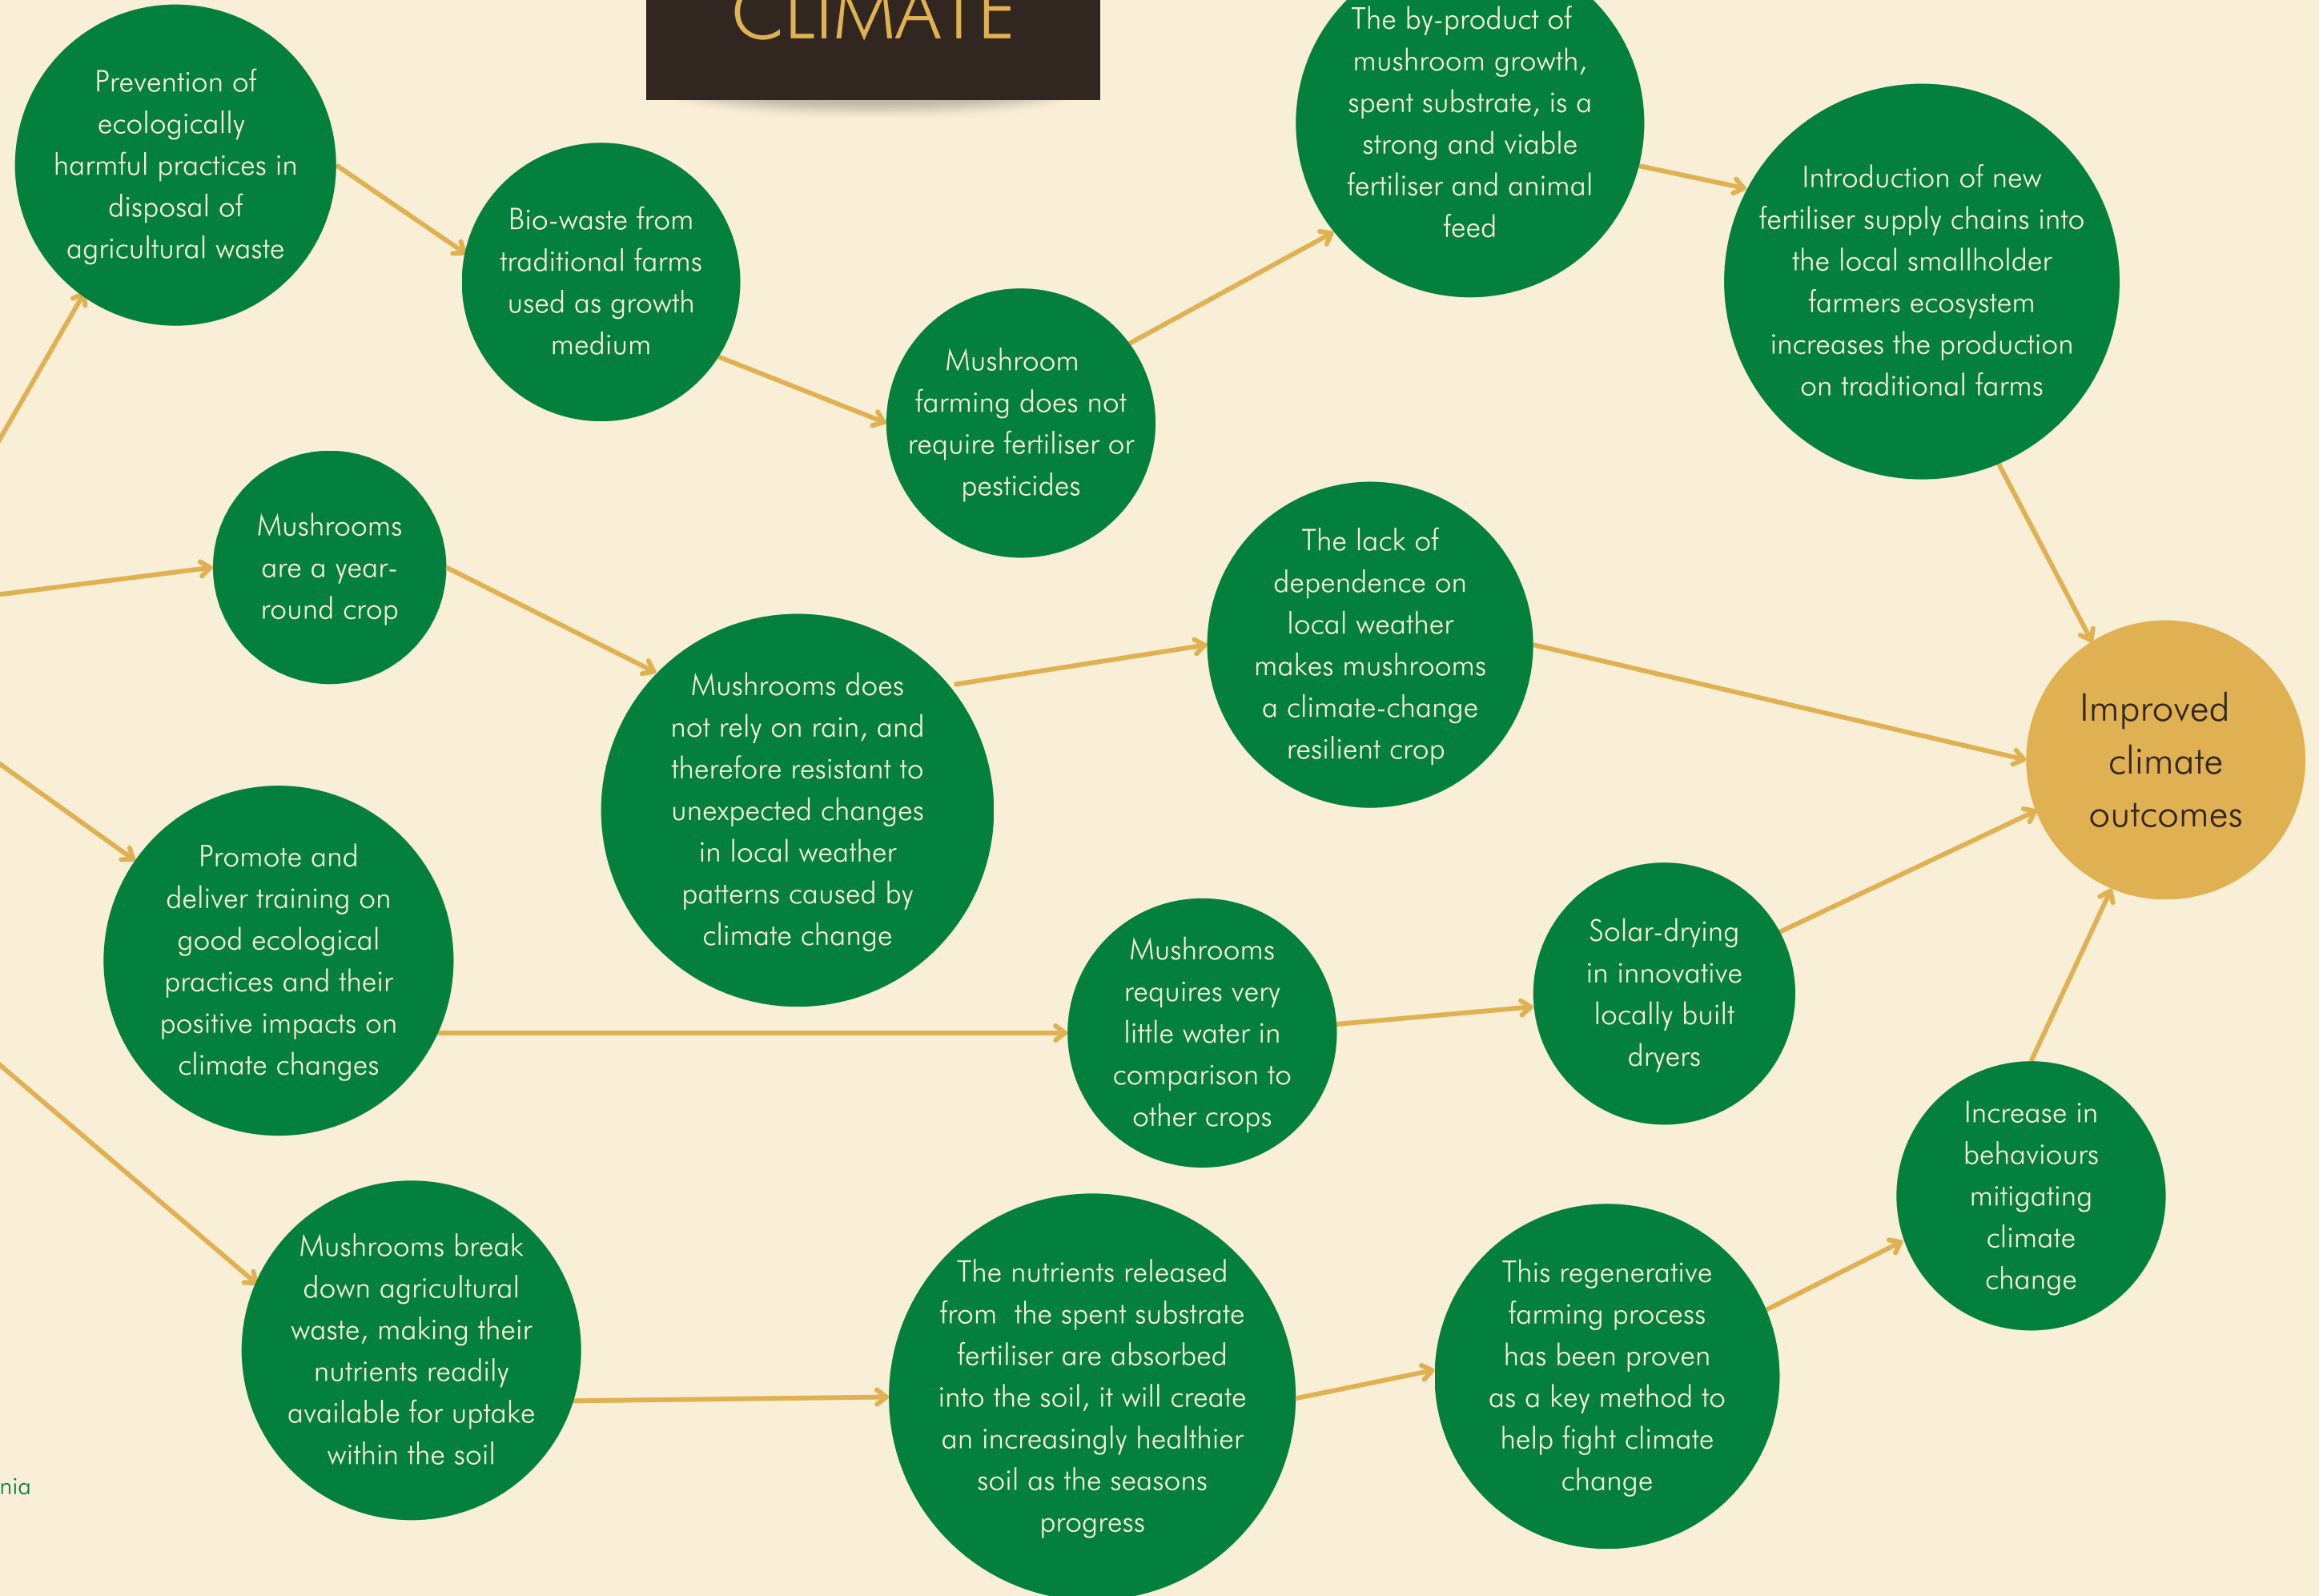 CLIMATE
Prevention of
ecologically
harmful practices in
disposal of
agricultural waste
Bio-waste from
traditional farms
used as growth
medium
Mushroom
farming does not
require fertiliser or
pesticides
The by-product of
mushroom growth,
spent substrate, is a
strong and viable
fertiliser and animal
feed
Introduction of new
fertiliser supply chains into
the local smallholder
farmers ecosystem
increases the production
on traditional farms
Mushrooms
are a year-
round crop
Mushrooms does
not rely on rain, and
therefore resistant to
unexpected changes
in local weather
patterns caused by
climate change
The lack of
dependence on
local weather
makes mushrooms
a climate-change
resilient crop
Improved
climate
outcomes
Promote and
deliver training on
good ecological
practices and their
positive impacts on
climate changes
Mushrooms
requires very
little water in
comparison to
other crops
Solar-drying
in innovative
locally built
dryers
Mushrooms break
down agricultural
waste, making their
nutrients readily
available for uptake
within the soil
The nutrients released
from  the spent substrate
fertiliser are absorbed
into the soil, it will create
an increasingly healthier
soil as the seasons
progress
This regenerative
farming process
has been proven
as a key method to
help fight climate
change
Increase in
behaviours
mitigating
climate
change
nia